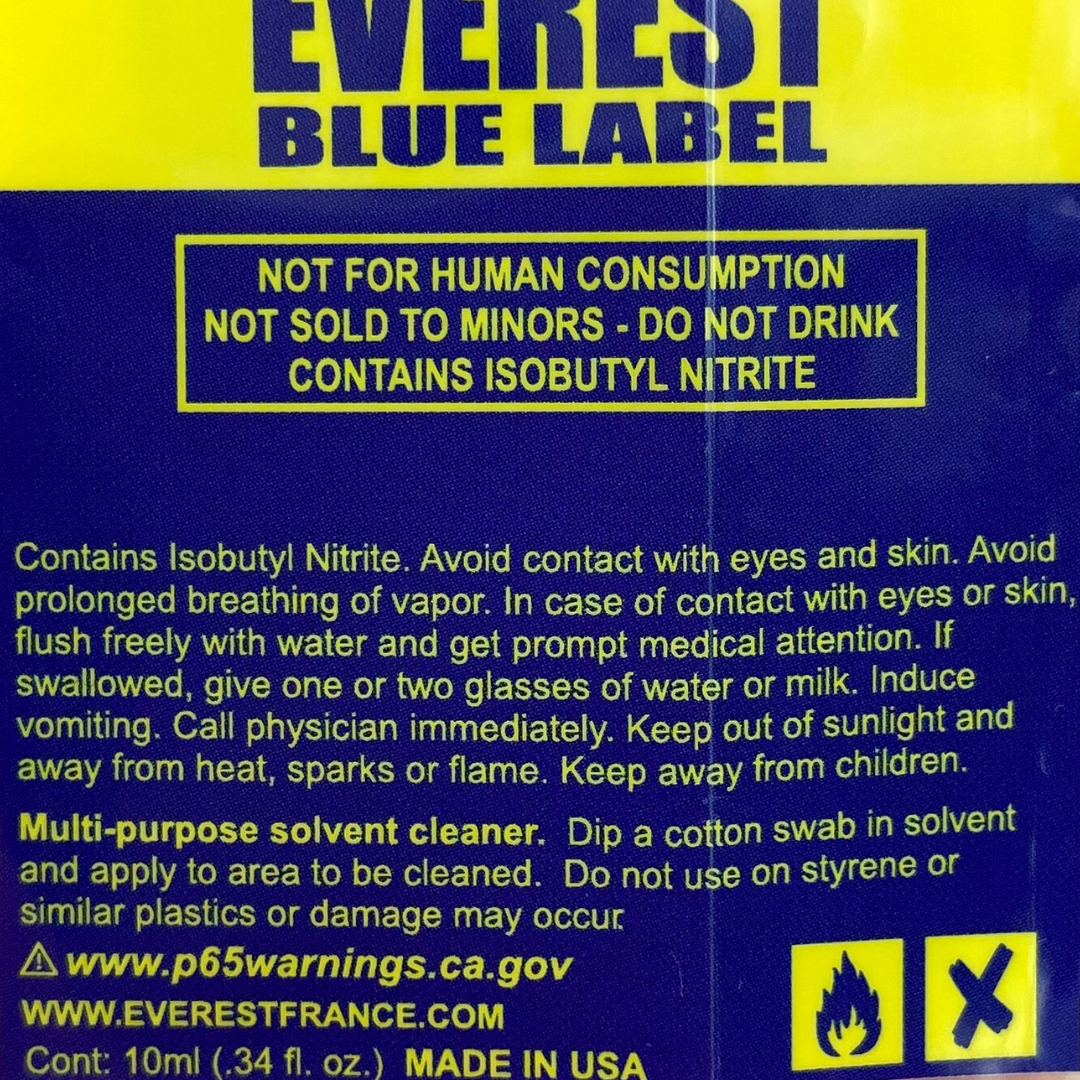 EVEREST
BLUE LABEL
NOT FOR HUMAN CONSUMPTION
NOT SOLD TO MINORS - DO NOT DRINK
CONTAINS ISOBUTYL NITRITE
Contains Isobutyl Nitrite. Avoid contact with eyes and skin. Avoid
prolonged breathing of vapor. In case of contact with eyes or skin,
flush freely with water and get prompt medical attention. If
swallowed, give one or two glasses of water or milk. Induce
vomiting. Call physician immediately. Keep out of sunlight and
away from heat, sparks or flame. Keep away from children.
Multi-purpose solvent cleaner. Dip a cotton swab in solvent
and apply to area to be cleaned. Do not use on styrene or
similar plastics or damage may occur.
www.p65warnings.ca.gov
WWW.EVERESTFRANCE.COM
Cont: 10ml (.34 fl. oz.) MADE IN USA